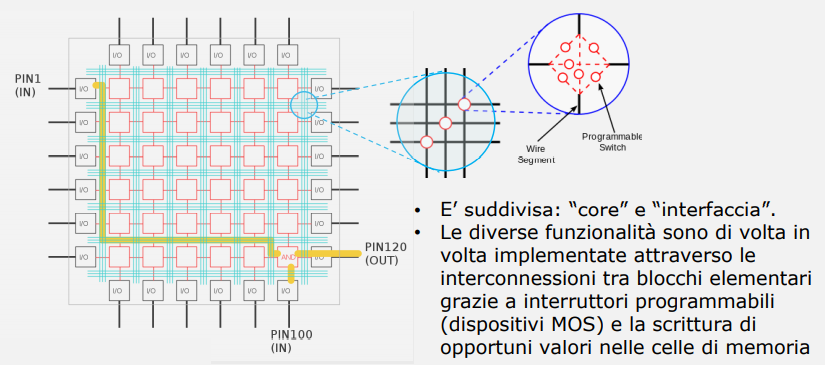 I/O I/O I/O I/O I/O I/O
PIN1
(IN)
I/O I/O
I/O I/O
I/O I/O
I/O I/O
I/O I/O
I/O AND I/O
PIN120
(OUT)
I/O I/O I/O I/O I/O I/O
PIN100
(IN)
Wire
Segment
Programmable
Switch
• E’ suddivisa: “core” e “interfaccia”.
• Le diverse funzionalità sono di volta in
volta implementate attraverso le
interconnessioni tra blocchi elementari
grazie a interruttori programmabili
(dispositivi MOS) e la scrittura di
opportuni valori nelle celle di memoria